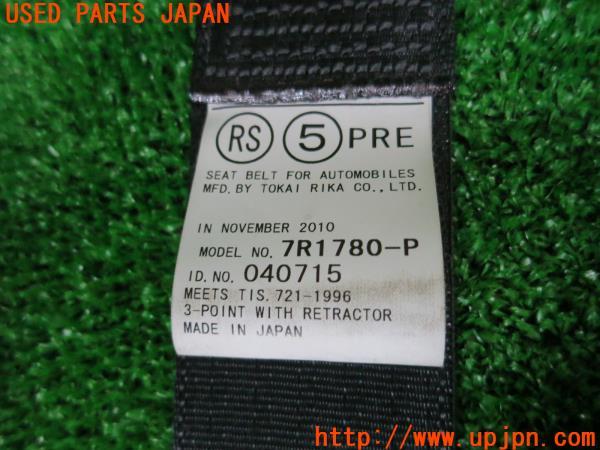 USED PARTS JAPAN
RS 5 PRE
SEAT BELT FOR AUTOMOBILES
MFD. BY TOKAI RIKA CO., LTD.
IN NOVEMBER 2010
MODEL NO. 7R1780-P
ID. NO. 040715
MEETS TIS. 721-1996
3-POINT WITH RETRACTOR
MADE IN JAPAN
http://www.upjpn.com